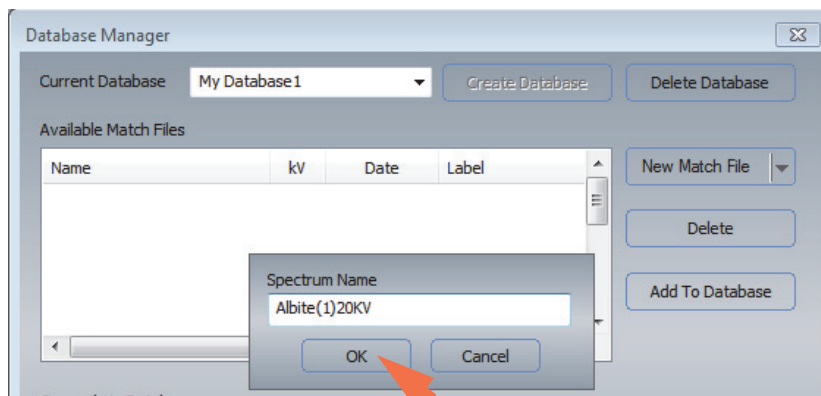 Database Manager
Current Database My Database1 Create Database Delete Database
Available Match Files
Name kV Date Label New Match File
Delete
Spectrum Name
Albite(1)20KV Add To Database
OK Cancel